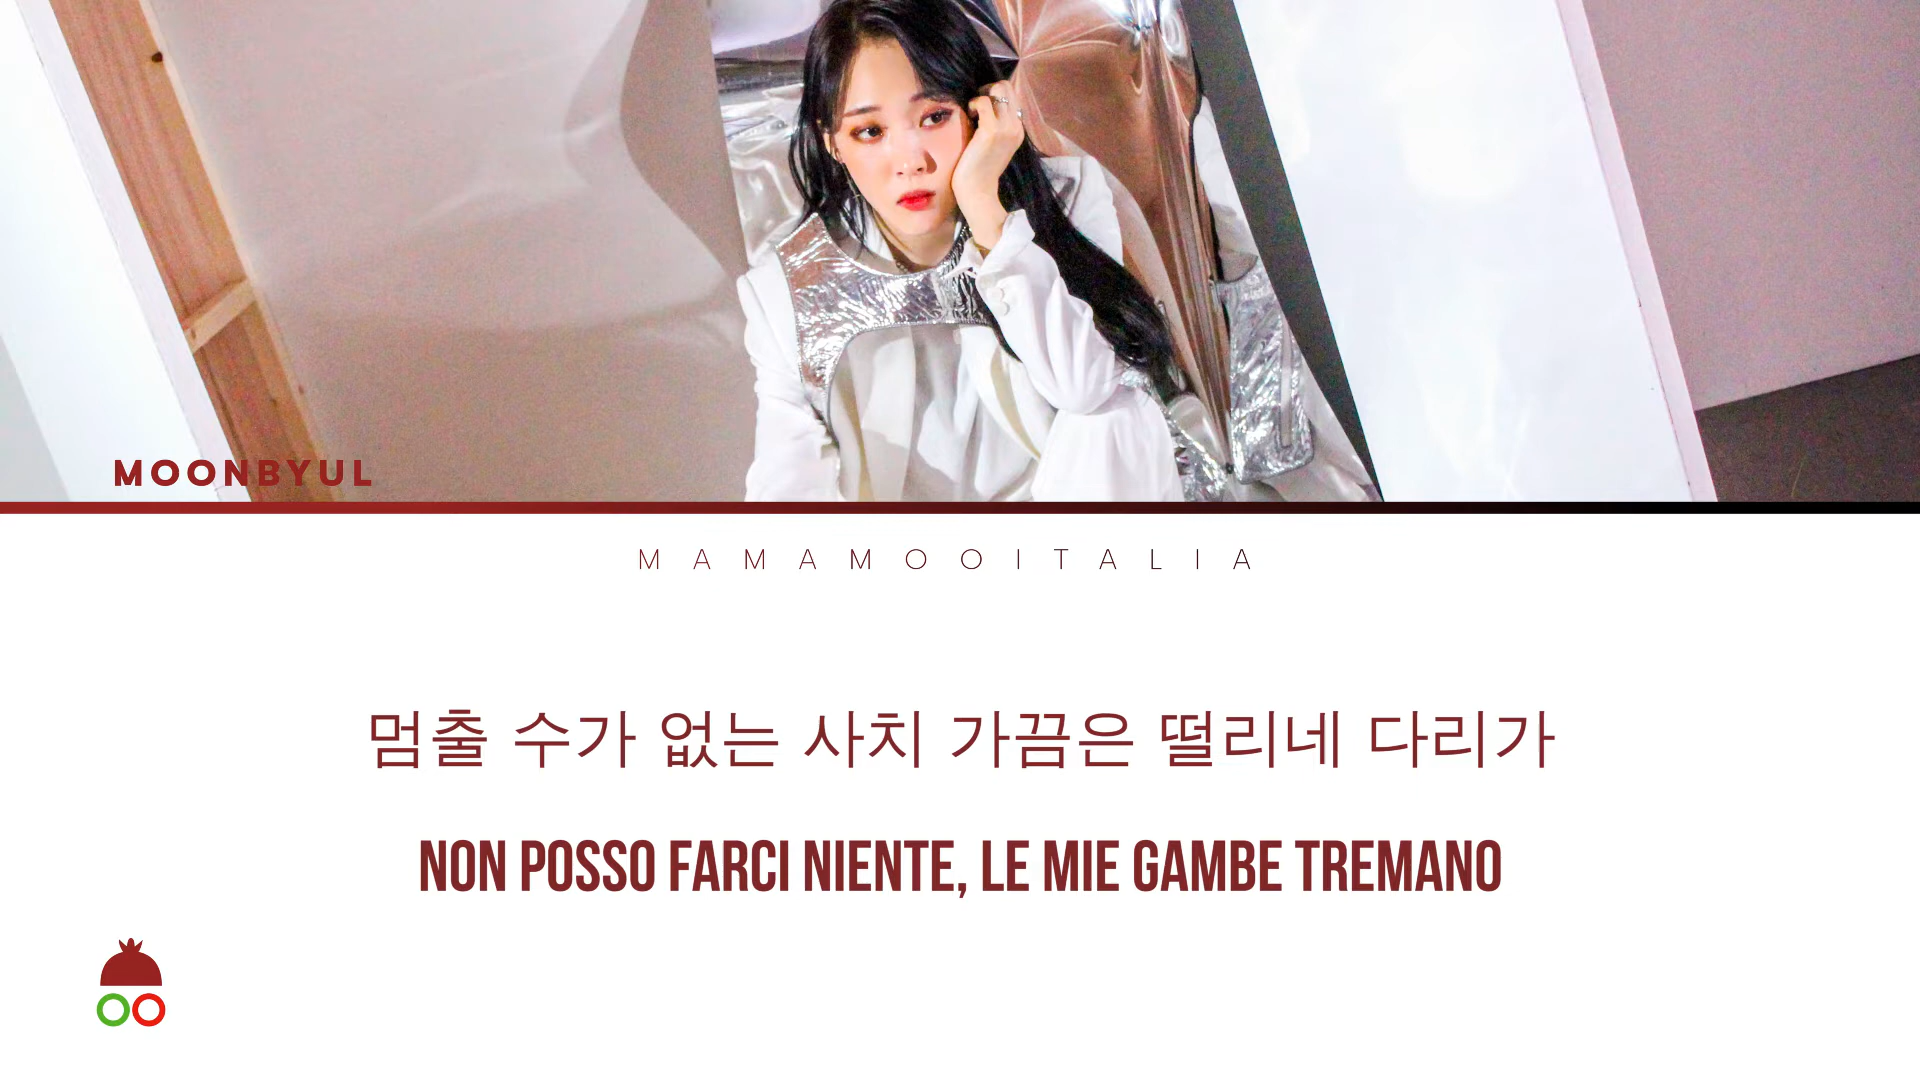 MOONBYUL
MAMAMOOITALIA
멈출 수가 없는 사치 가끔은 떨리네 다리가
NON POSSO FARCI NIENTE, LE MIE GAMBE TREMANO